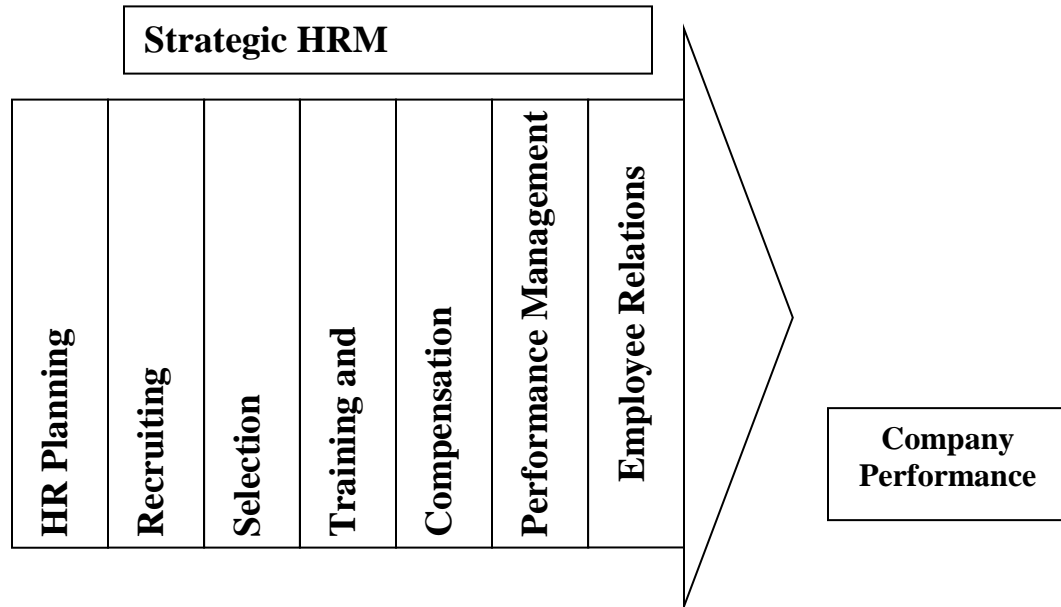 Strategic HRM
HR Planning
Recruiting
Selection
Training and
Compensation
Performance Management
Employee Relations
Company
Performance